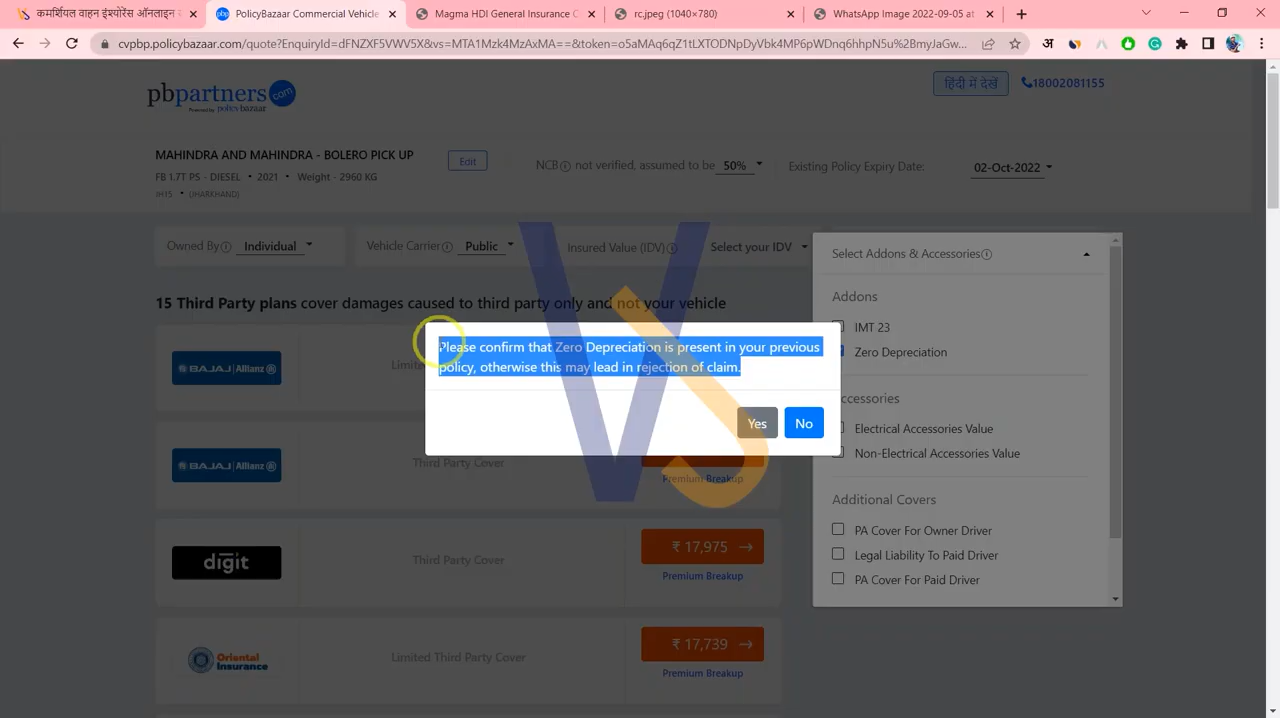 कमर्शियल वाहन इंश्योरेंस ऑनलाइन
PolicyBazaar Commercial Vehicle
Magma HDI General Insurance C
rc.jpeg (1040×780)
WhatsApp Image 2022-09-05 at
cvpbp.policybazaar.com/quote?EnquiryId=dFNZXF5VWV5XXvs=MTA1Mzk4MzAxMA==&token=o5aMAq6qZ1tLXTODNpDyVbk4MP6pWDnq6hhpN5u%2BmyJaGw...
अ
pbpartners.com
Powered by policybazaar
हिंदी में देखें
18002081155
MAHINDRA AND MAHINDRA - BOLERO PICK UP
Edit
NCB not verified, assumed to be 50%
Existing Policy Expiry Date:
02-Oct-2022
FB 1.7T PS - DIESEL • 2021 • Weight - 2960 KG
JH15 • (JHARKHAND)
Owned By Individual
Vehicle Carrier Public
Insured Value (IDV)
Select your IDV
Select Addons & Accessories
15 Third Party plans cover damages caused to third party only and not your vehicle
Addons
IMT 23
Zero Depreciation
Accessories
Electrical Accessories Value
Non-Electrical Accessories Value
Additional Covers
PA Cover For Owner Driver
Legal Liability To Paid Driver
PA Cover For Paid Driver
Please confirm that Zero Depreciation is present in your previous
policy, otherwise this may lead in rejection of claim.
Yes
No
BAJAJ Allianz
BAJAJ Allianz
Third Party Cover
Premium Breakup
digit
Third Party Cover
₹ 17,975
Premium Breakup
Oriental
Insurance
Limited Third Party Cover
₹ 17,739
Premium Breakup